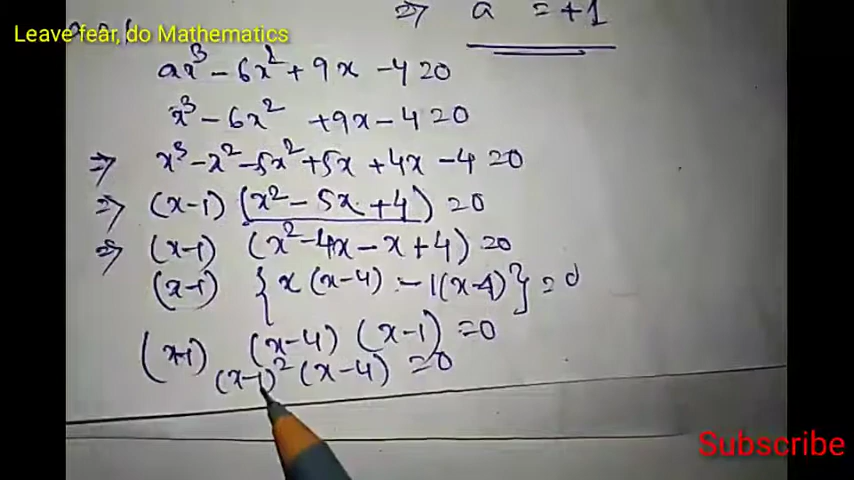 ⇒ a = +1
Leave fear, do Mathematics
ax³ - 6x² + 9x - 4 = 0
x³ - 6x² + 9x - 4 = 0
⇒ x³ - x² - 5x² + 5x + 4x - 4 = 0
⇒ (x-1) (x² - 5x + 4) = 0
⇒ (x-1) (x² - 4x - x + 4) = 0
(x-1) { x (x-4) - 1(x-4)} = 0
(x-1) (x-4) (x-1) = 0
(x-1)² (x-4) = 0
Subscribe